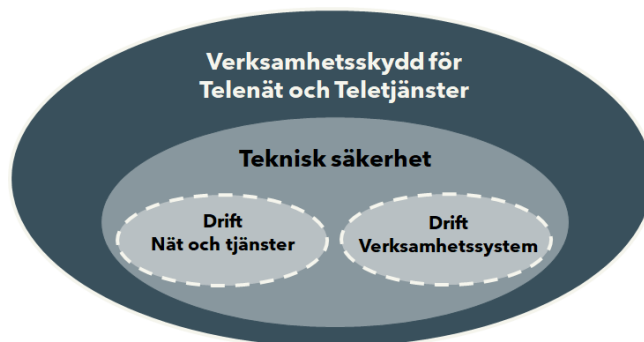 Verksamhetsskydd för
Telenät och Teletjänster
Teknisk säkerhet
Drift
Nät och tjänster
Drift
Verksamhetssystem